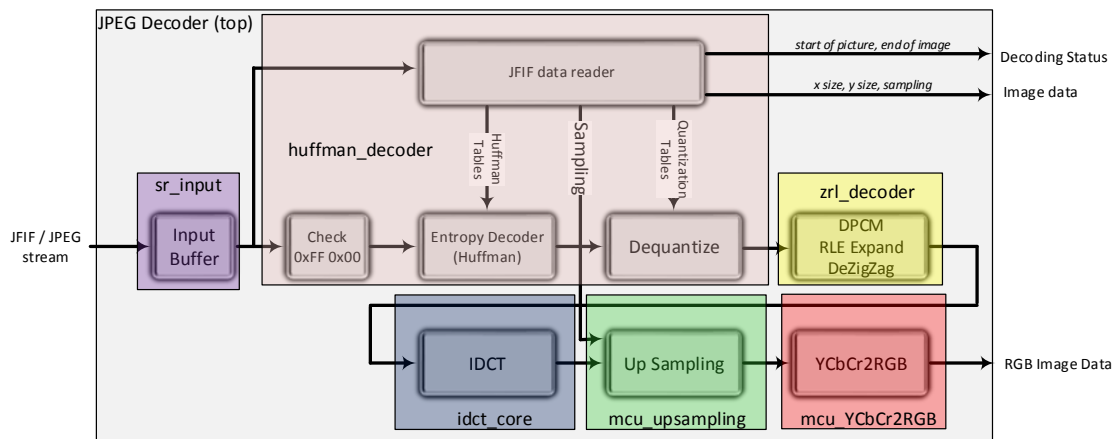 JPEG Decoder (top)
start of picture, end of image
Decoding Status
JFIF data reader
x size, y size, sampling
Image data
Huffman
Tables
Sampling
Quantization
Tables
huffman_decoder
sr_input
zrl_decoder
JFIF / JPEG
stream
Input
Buffer
Check
0xFF 0x00
Entropy Decoder
(Huffman)
Dequantize
DPCM
RLE Expand
DeZigZag
IDCT
Up Sampling
YCbCr2RGB
RGB Image Data
idct_core
mcu_upsampling
mcu_YCbCr2RGB